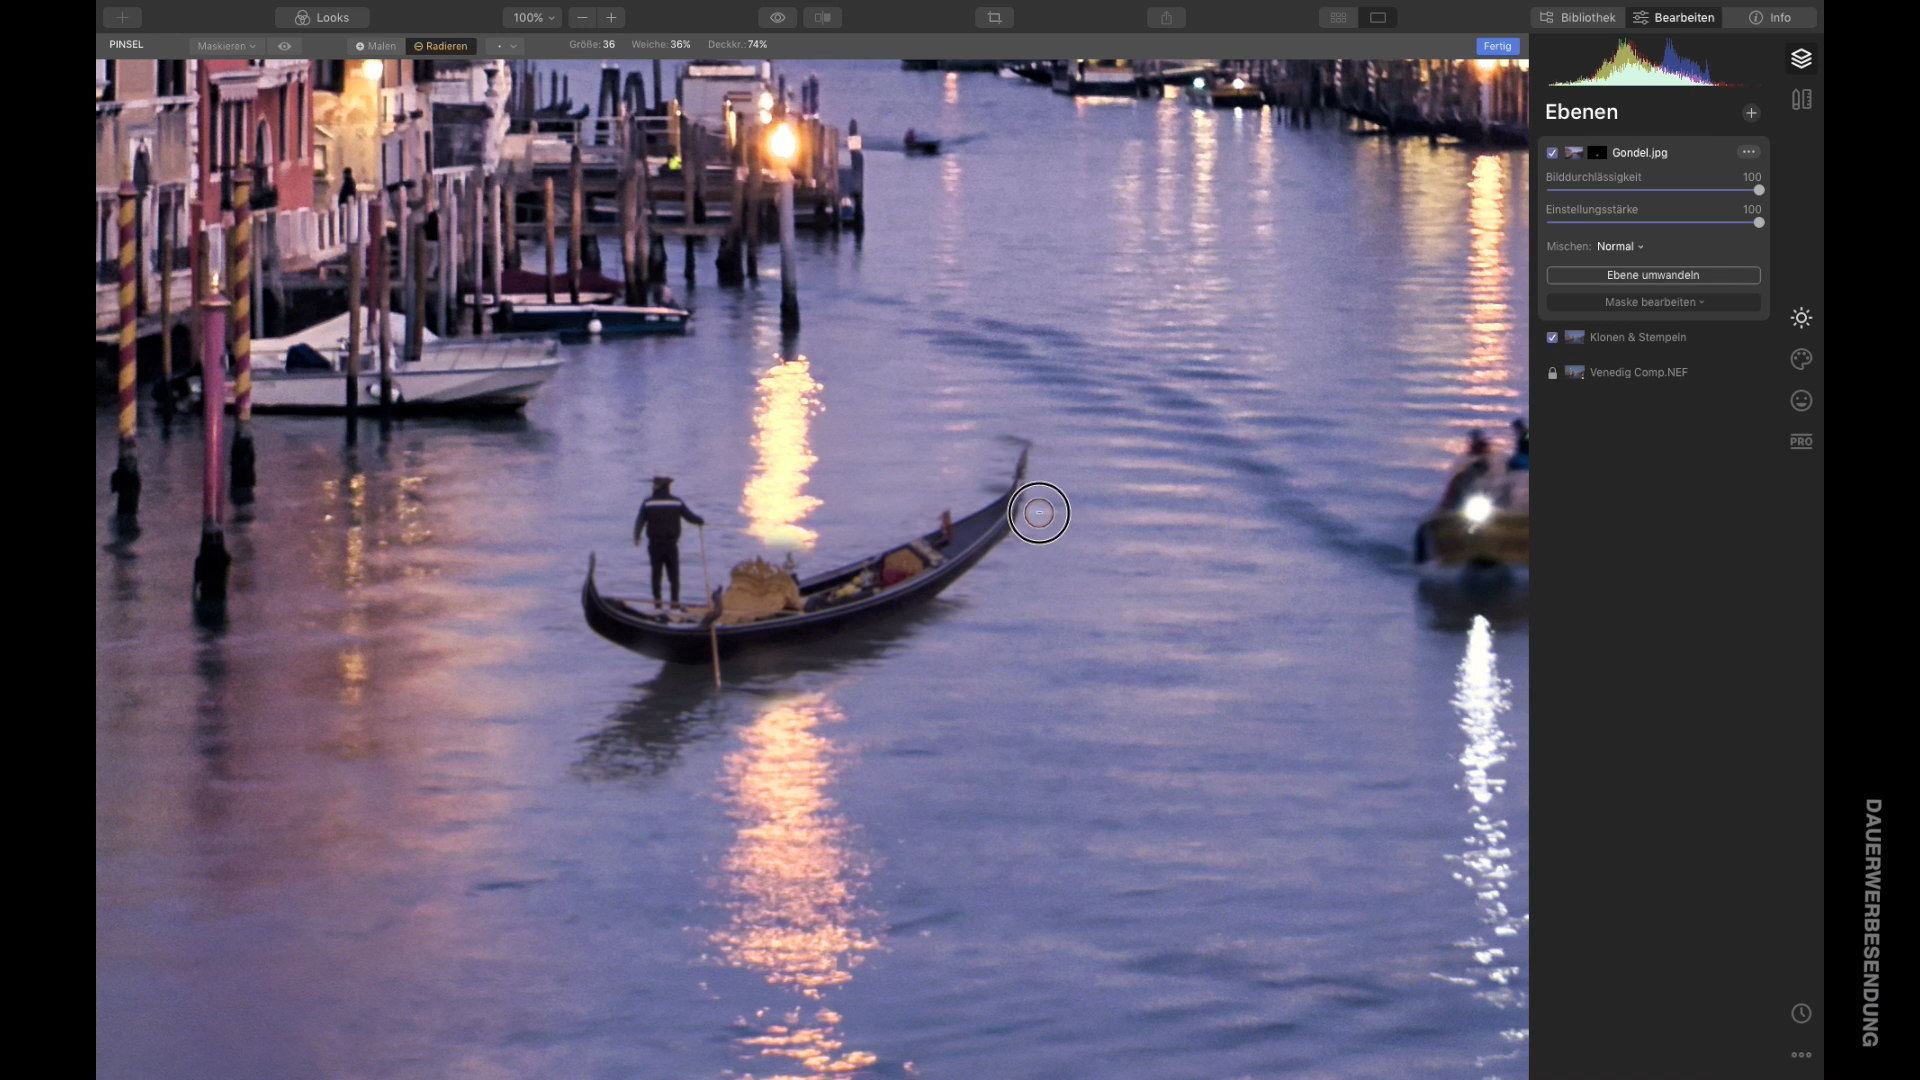 Looks
100%
Bibliothek
Bearbeiten
Info
PINSEL
Maskieren
Malen
Radieren
Größe: 36
Weiche: 36%
Deckkr.: 74%
Fertig
Ebenen
Gondel.jpg
Bilddurchlässigkeit 100
Einstellungsstärke 100
Mischen: Normal
Ebene umwandeln
Maske bearbeiten
Klonen & Stempeln
Venedig Comp.NEF
PRO
DAUERWERBESENDUNG